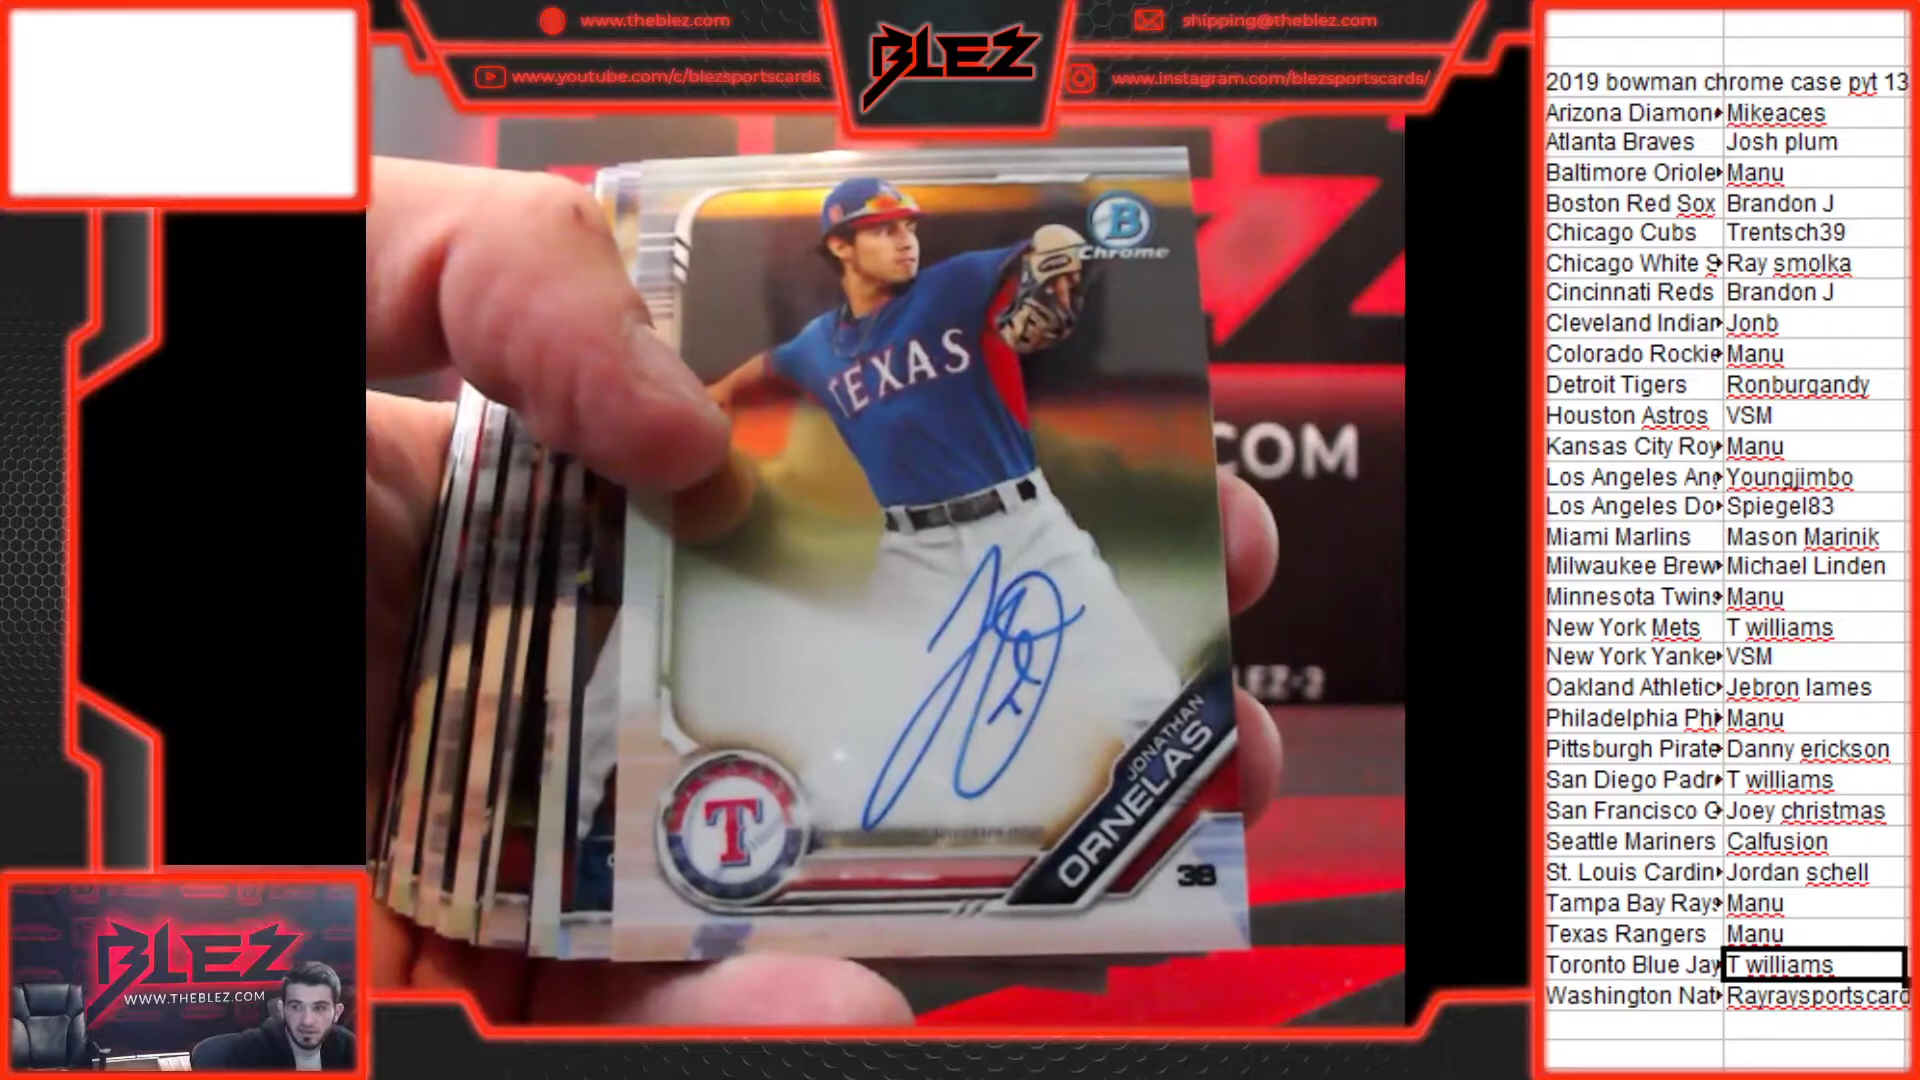 www.theblez.com
www.youtube.com/c/blezsportscards
BLEZ
shipping@theblez.com
www.instagram.com/blezsportscards/
B
Chrome
TEXAS
COM
EZ-2
JONATHAN
ORNELAS
T
3B
BLEZ
WWW.THEBLEZ.COM
2019 bowman chrome case pyt 13
Arizona Diamon Mikeaces
Atlanta Braves Josh plum
Baltimore Oriole Manu
Boston Red Sox Brandon J
Chicago Cubs Trentsch39
Chicago White S Ray smolka
Cincinnati Reds Brandon J
Cleveland Indian Jonb
Colorado Rockie Manu
Detroit Tigers Ronburgandy
Houston Astros VSM
Kansas City Roy Manu
Los Angeles Ang Youngjimbo
Los Angeles Do Spiegel83
Miami Marlins Mason Marinik
Milwaukee Brew Michael Linden
Minnesota Twins Manu
New York Mets T williams
New York Yanke VSM
Oakland Athletic Jebron lames
Philadelphia Phi Manu
Pittsburgh Pirate Danny erickson
San Diego Padr T williams
San Francisco G Joey christmas
Seattle Mariners Calfusion
St. Louis Cardin Jordan schell
Tampa Bay Rays Manu
Texas Rangers Manu
Toronto Blue Jay T williams
Washington Nat Rayraysportscard